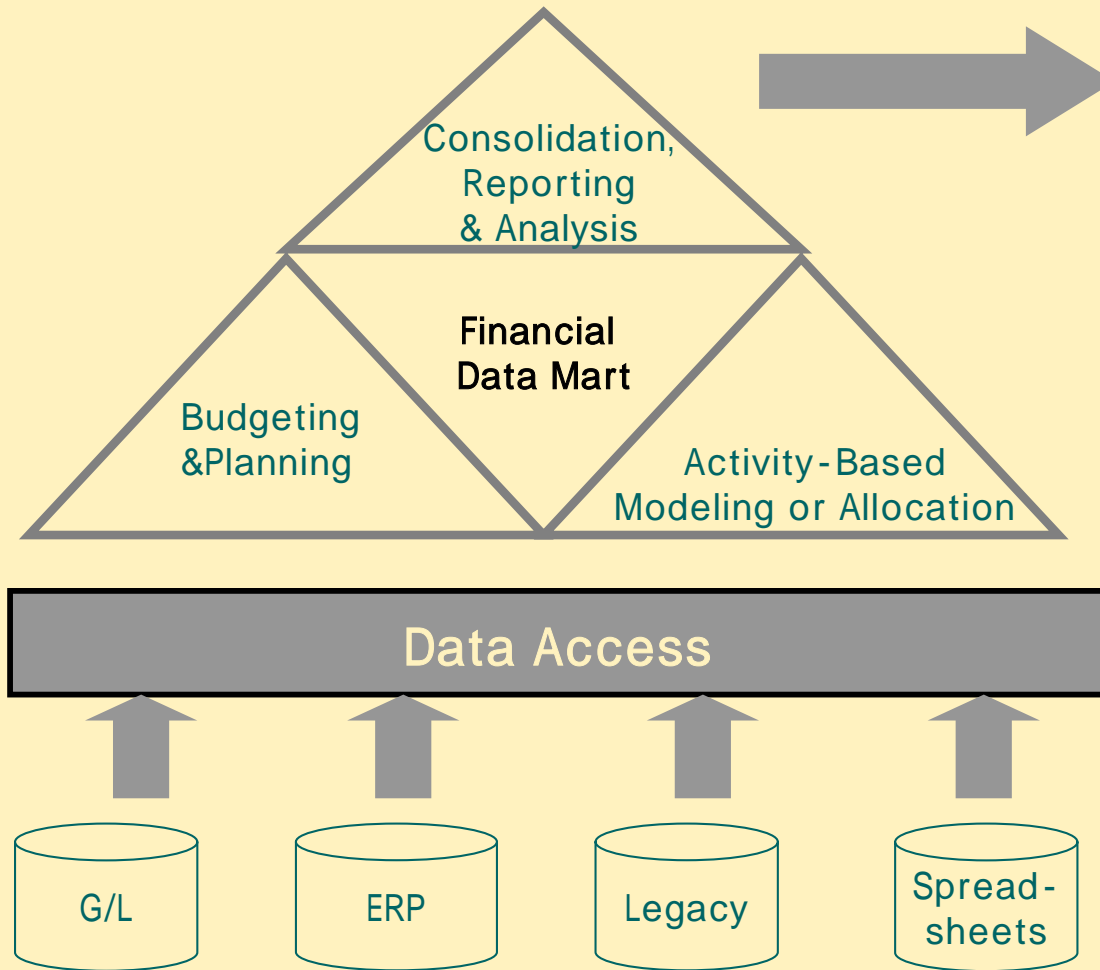 Consolidation,
Reporting
& Analysis
Financial
Data Mart
Budgeting
&Planning
Activity-Based
Modeling or Allocation
Data Access
G/L
ERP
Legacy
Spread-
sheets